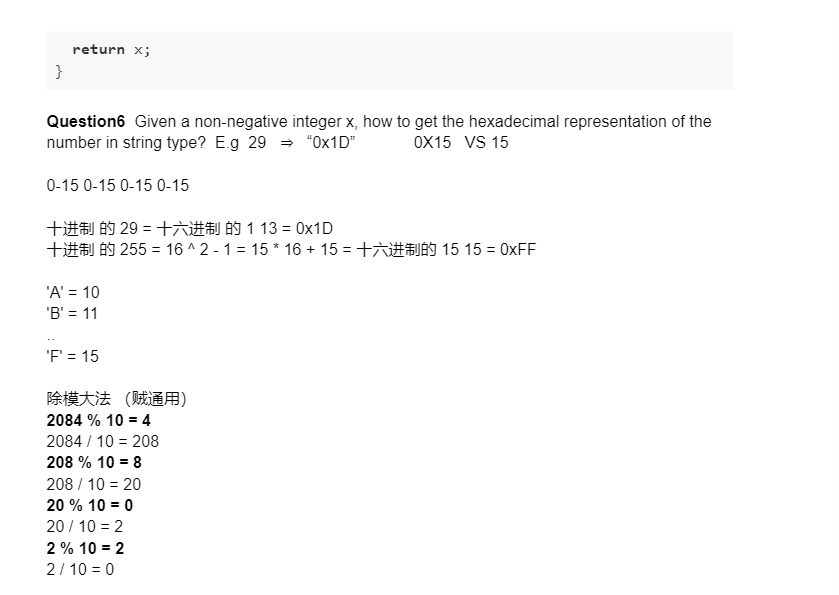 return x;
}
Question6 Given a non-negative integer x, how to get the hexadecimal representation of the
number in string type? E.g 29 ⇒ “0x1D” 0X15 VS 15
0-15 0-15 0-15 0-15
十进制 的 29 = 十六进制 的 1 13 = 0x1D
十进制 的 255 = 16 ^ 2 - 1 = 15 * 16 + 15 = 十六进制的 15 15 = 0xFF
'A' = 10
'B' = 11
..
'F' = 15
除模大法 （贼通用）
2084 % 10 = 4
2084 / 10 = 208
208 % 10 = 8
208 / 10 = 20
20 % 10 = 0
20 / 10 = 2
2 % 10 = 2
2 / 10 = 0